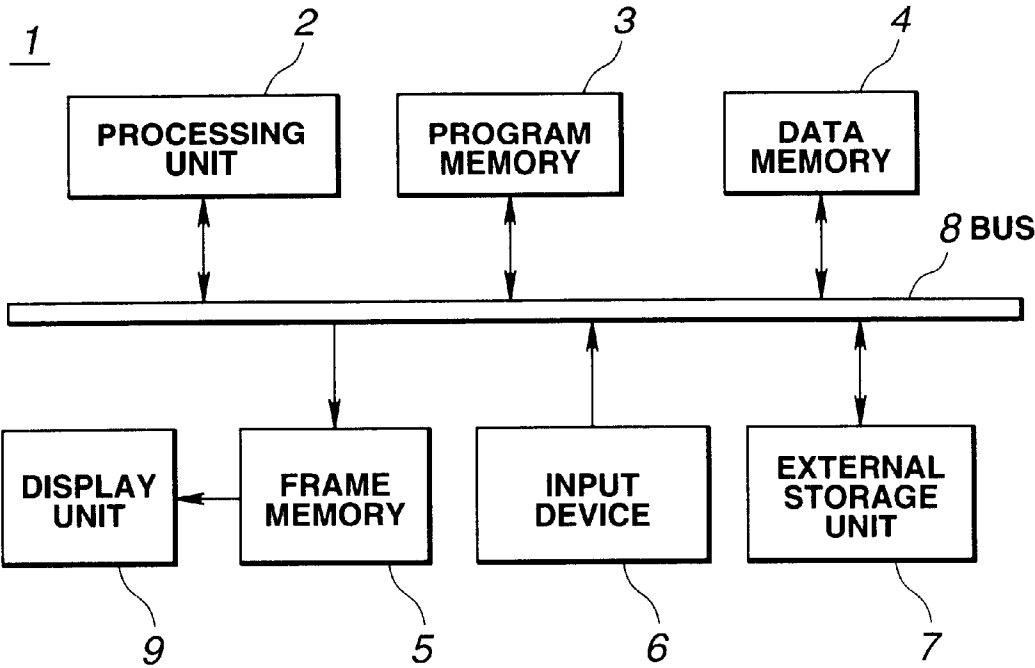 1
2
3
4
PROCESSING
UNIT
PROGRAM
MEMORY
DATA
MEMORY
8 BUS
DISPLAY
UNIT
FRAME
MEMORY
INPUT
DEVICE
EXTERNAL
STORAGE
UNIT
9
5
6
7